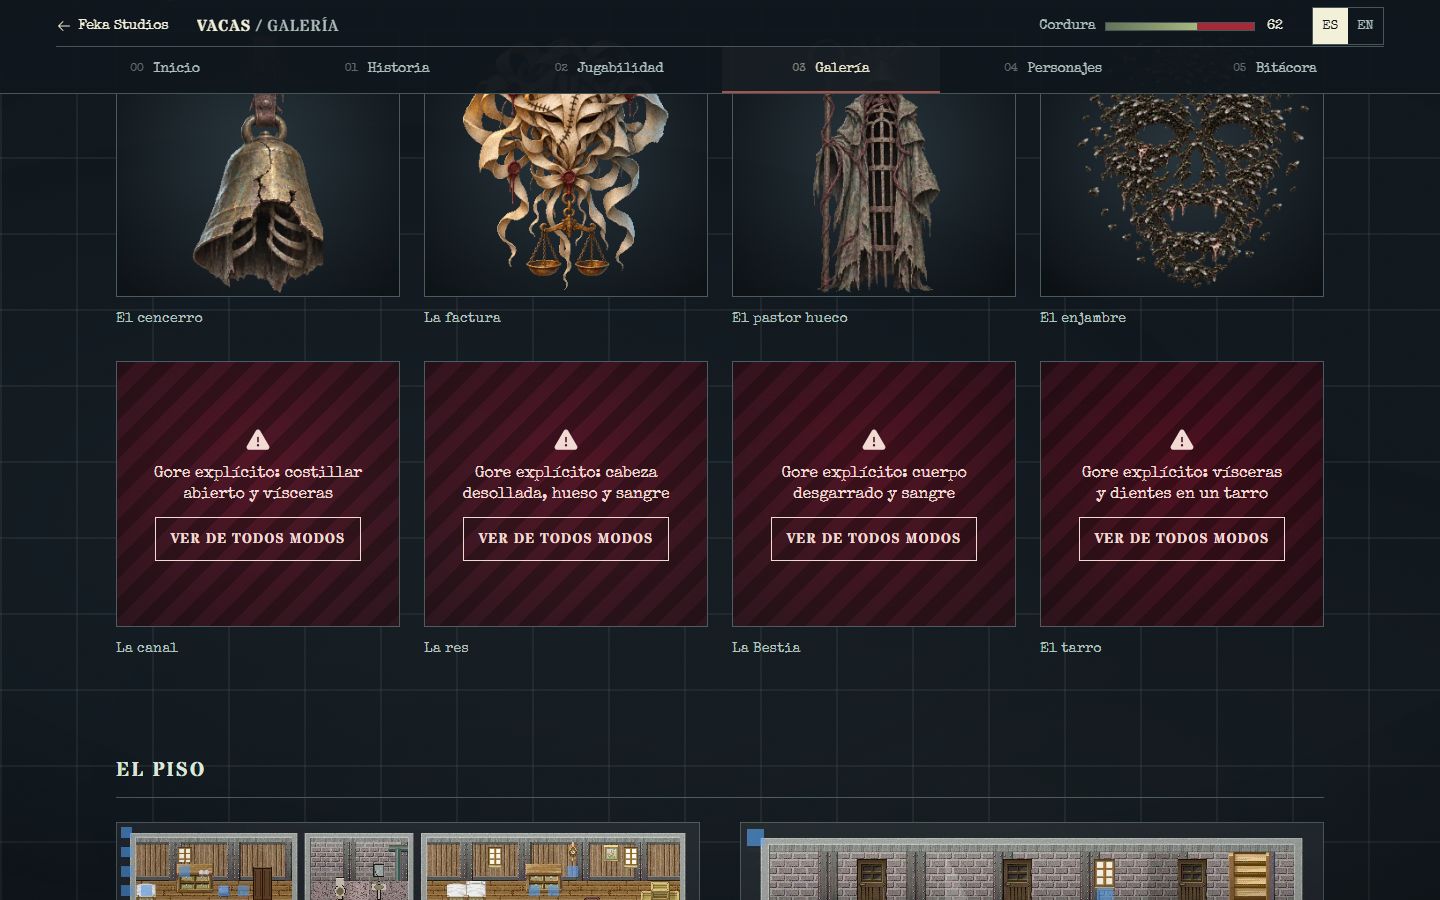 ← Feka Studios VACAS / GALERÍA Cordura 62 ES EN
00 Inicio 01 Historia 02 Jugabilidad 03 Galería 04 Personajes 05 Bitácora
El cencerro La factura El pastor hueco El enjambre
Gore explícito: costillar abierto y vísceras
VER DE TODOS MODOS
Gore explícito: cabeza desollada, hueso y sangre
VER DE TODOS MODOS
Gore explícito: cuerpo desgarrado y sangre
VER DE TODOS MODOS
Gore explícito: vísceras y dientes en un tarro
VER DE TODOS MODOS
La canal La res La Bestia El tarro
EL PISO